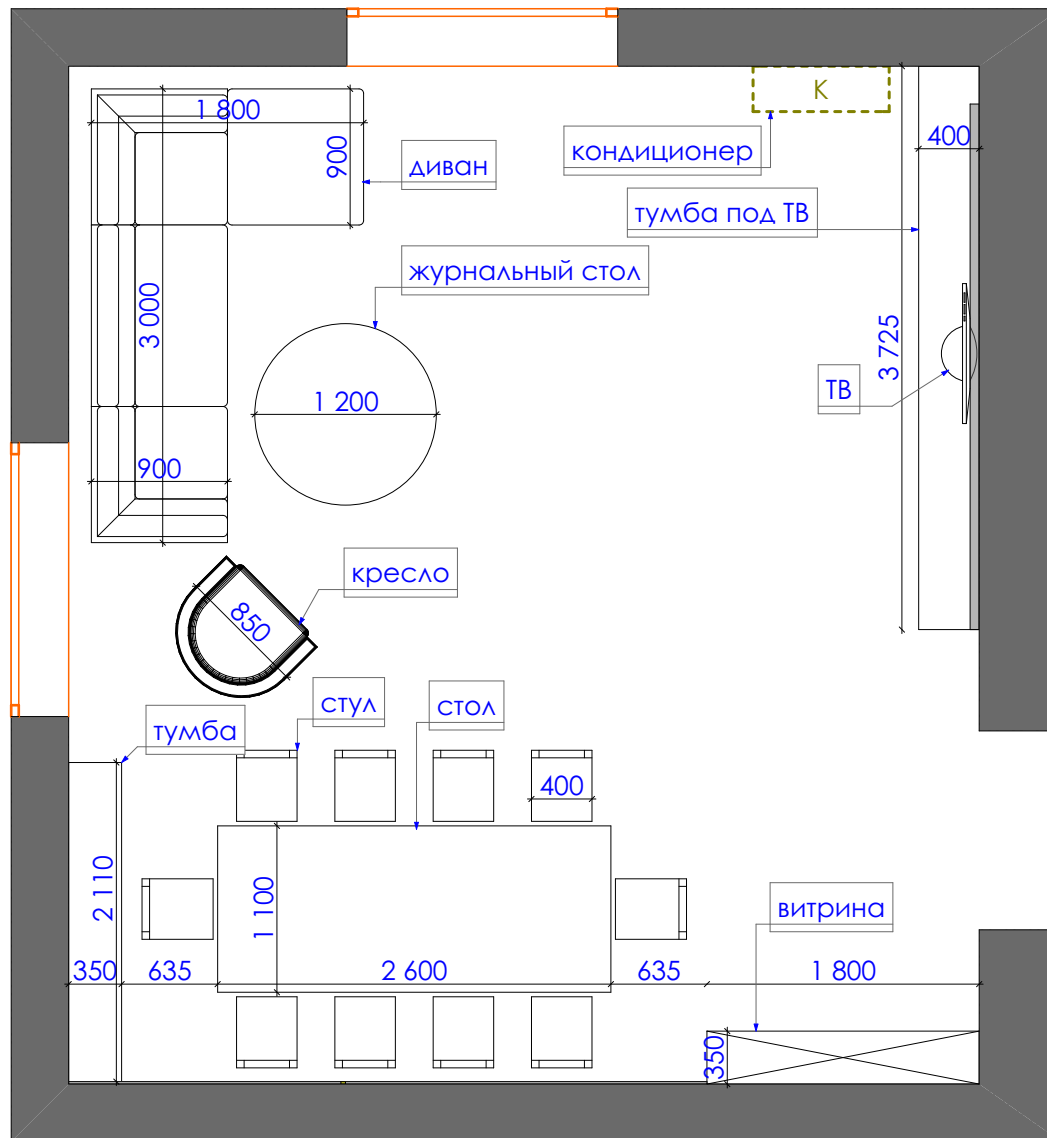 K
1 800
900
диван
кондиционер
400
тумба под ТВ
журнальный стол
3 000
3 725
ТВ
1 200
900
кресло
850
стул
стол
тумба
400
2 110
1 100
витрина
350
635
2 600
635
1 800
350